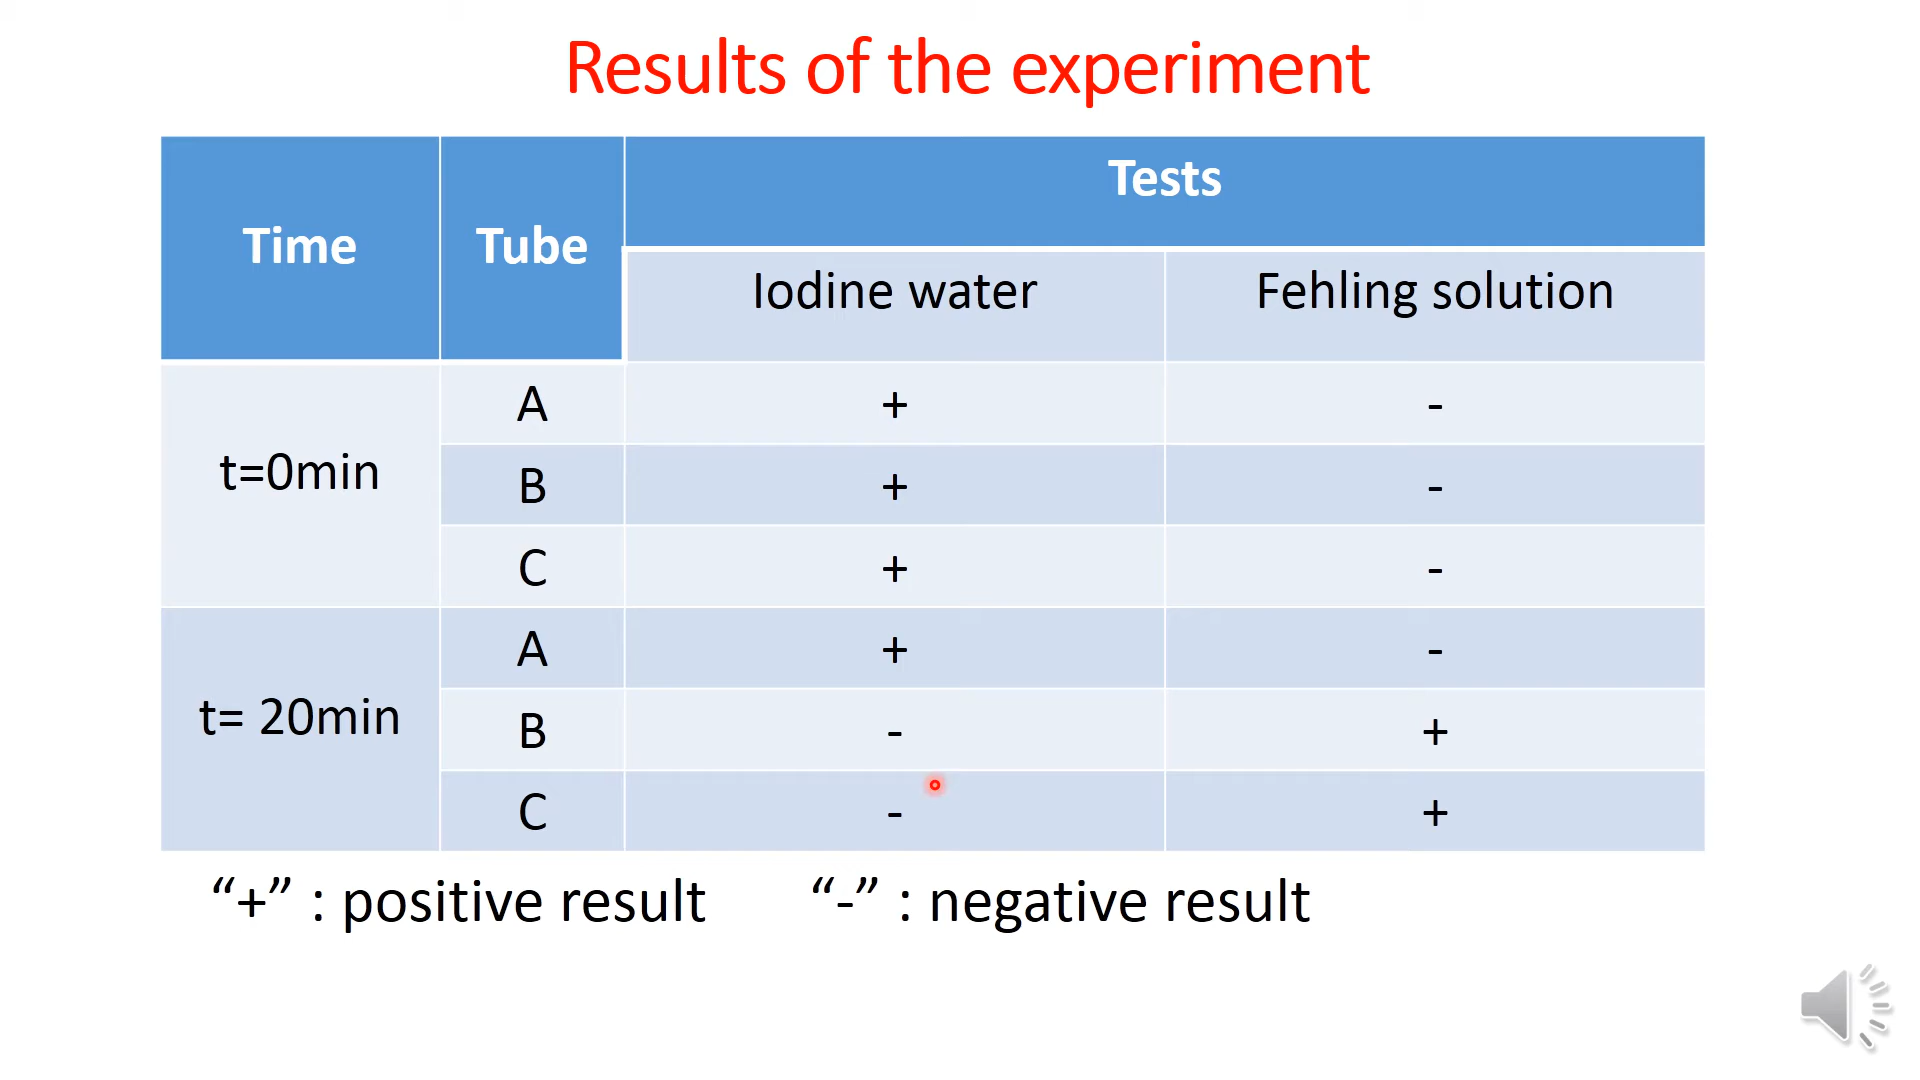 Results of the experiment
Time Tube Tests
Iodine water Fehling solution
t=0min
A + -
B + -
C + -
t= 20min
A + -
B - +
C - +
“+” : positive result “-” : negative result